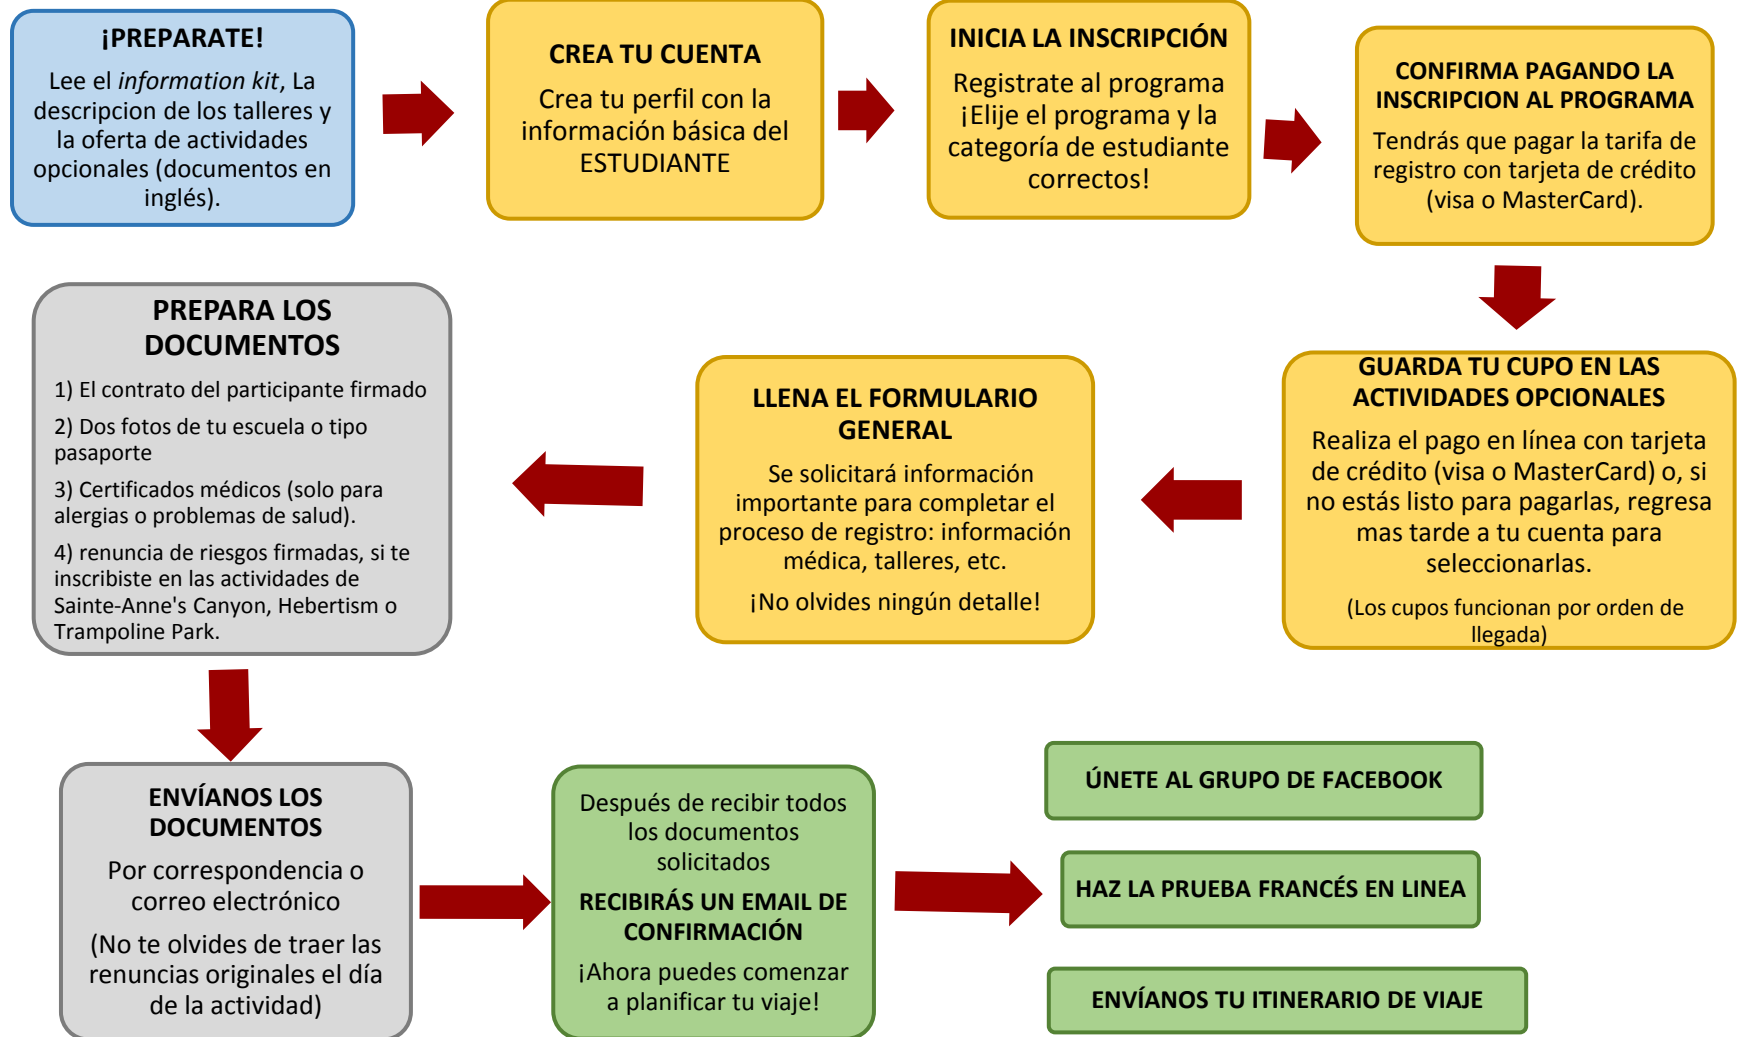 ¡PREPARATE!
Lee el information kit, La
descripcion de los talleres y
la oferta de actividades
opcionales (documentos en
inglés).
CREA TU CUENTA
Crea tu perfil con la
información básica del
ESTUDIANTE
INICIA LA INSCRIPCIÓN
Registrate al programa
¡Elije el programa y la
categoría de estudiante
correctos!
CONFIRMA PAGANDO LA
INSCRIPCION AL PROGRAMA
Tendrás que pagar la tarifa de
registro con tarjeta de crédito
(visa o MasterCard).
GUARDA TU CUPO EN LAS
ACTIVIDADES OPCIONALES
Realiza el pago en línea con tarjeta
de crédito (visa o MasterCard) o, si
no estás listo para pagarlas, regresa
mas tarde a tu cuenta para
seleccionarlas.
(Los cupos funcionan por orden de
llegada)
LLENA EL FORMULARIO
GENERAL
Se solicitará información
importante para completar el
proceso de registro: información
médica, talleres, etc.
¡No olvides ningún detalle!
PREPARA LOS
DOCUMENTOS
1) El contrato del participante firmado
2) Dos fotos de tu escuela o tipo
pasaporte
3) Certificados médicos (solo para
alergias o problemas de salud).
4) renuncia de riesgos firmadas, si te
inscribiste en las actividades de
Sainte-Anne's Canyon, Hebertism o
Trampoline Park.
ENVÍANOS LOS
DOCUMENTOS
Por correspondencia o
correo electrónico
(No te olvides de traer las
renuncias originales el día
de la actividad)
Después de recibir todos
los documentos
solicitados
RECIBIRÁS UN EMAIL DE
CONFIRMACIÓN
¡Ahora puedes comenzar
a planificar tu viaje!
ÚNETE AL GRUPO DE FACEBOOK
HAZ LA PRUEBA FRANCÉS EN LINEA
ENVÍANOS TU ITINERARIO DE VIAJE